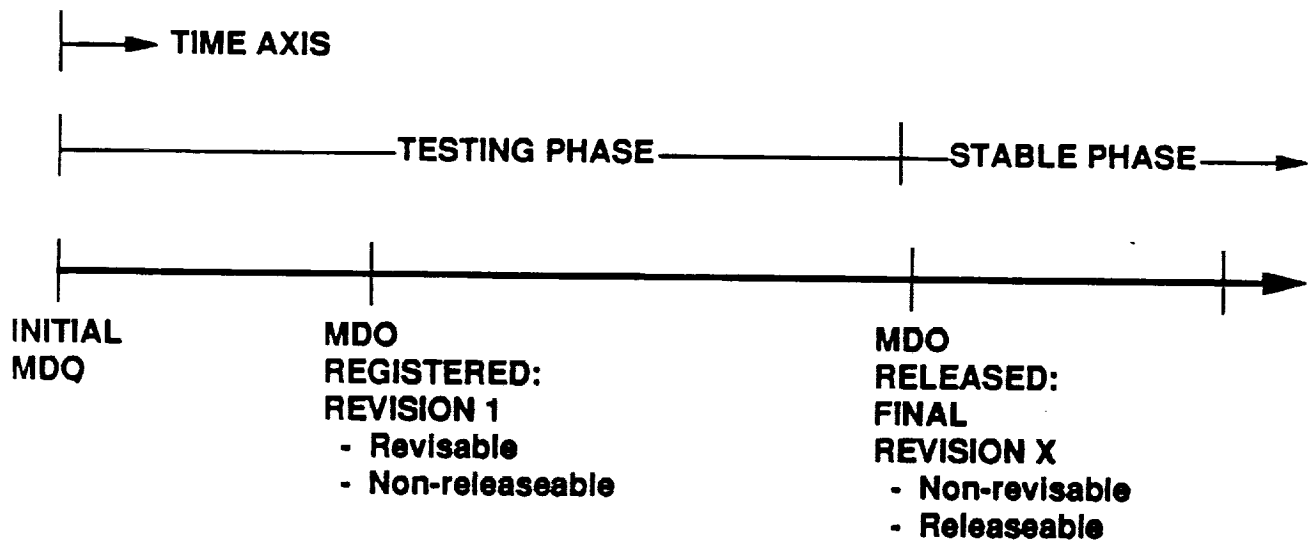 TIME AXIS
TESTING PHASE
STABLE PHASE
INITIAL
MDO
MDO
REGISTERED:
REVISION 1
- Revisable
- Non-releaseable
MDO
RELEASED:
FINAL
REVISION X
- Non-revisable
- Releaseable